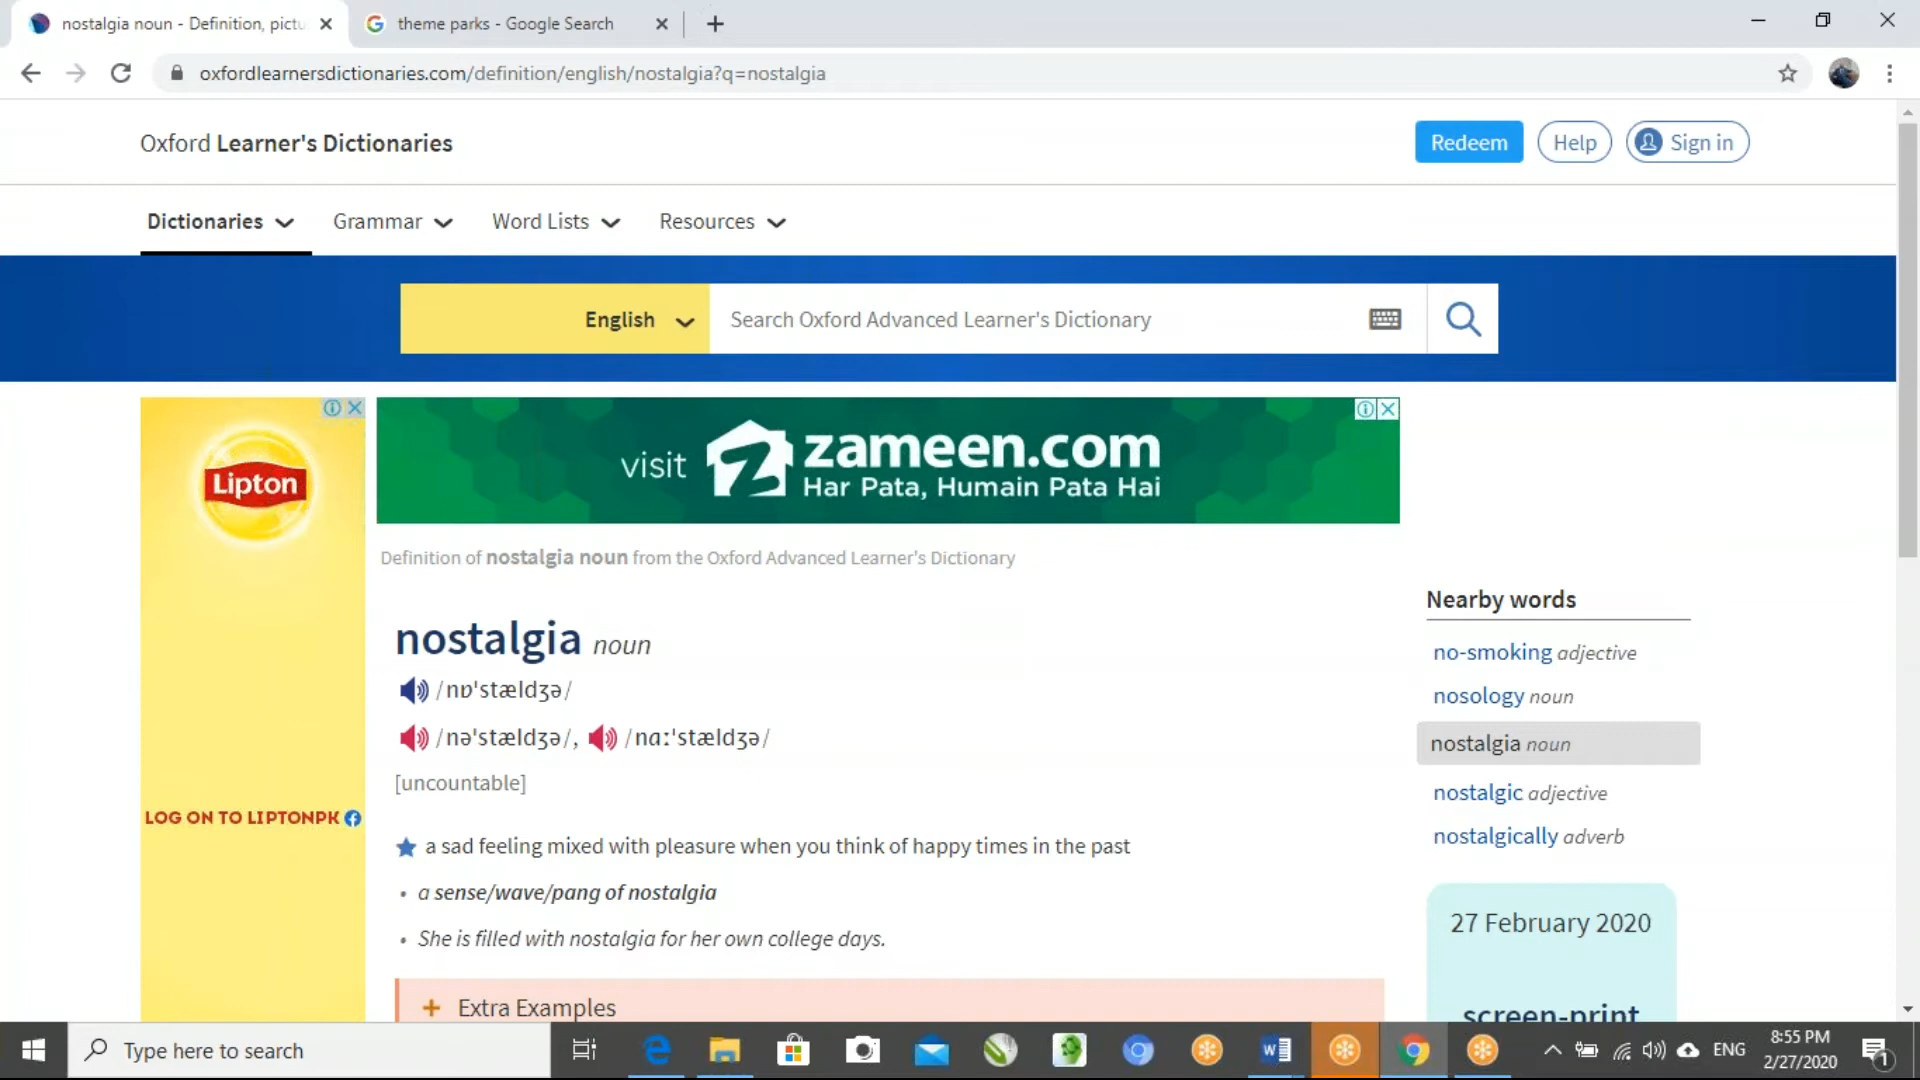 nostalgia noun - Definition, pictu
theme parks - Google Search
oxfordlearnersdictionaries.com/definition/english/nostalgia?q=nostalgia
Oxford Learner's Dictionaries
Redeem
Help
Sign in
Dictionaries
Grammar
Word Lists
Resources
English
Search Oxford Advanced Learner's Dictionary
Lipton
LOG ON TO LIPTONPK
visit zameen.com
Har Pata, Humain Pata Hai
Definition of nostalgia noun from the Oxford Advanced Learner's Dictionary
nostalgia noun
/nɒˈstældʒə/
/nəˈstældʒə/, /nɑːˈstældʒə/
[uncountable]
a sad feeling mixed with pleasure when you think of happy times in the past
• a sense/wave/pang of nostalgia
• She is filled with nostalgia for her own college days.
+ Extra Examples
Nearby words
no-smoking adjective
nosology noun
nostalgia noun
nostalgic adjective
nostalgically adverb
27 February 2020
screen-print
Type here to search
ENG
8:55 PM
2/27/2020
1